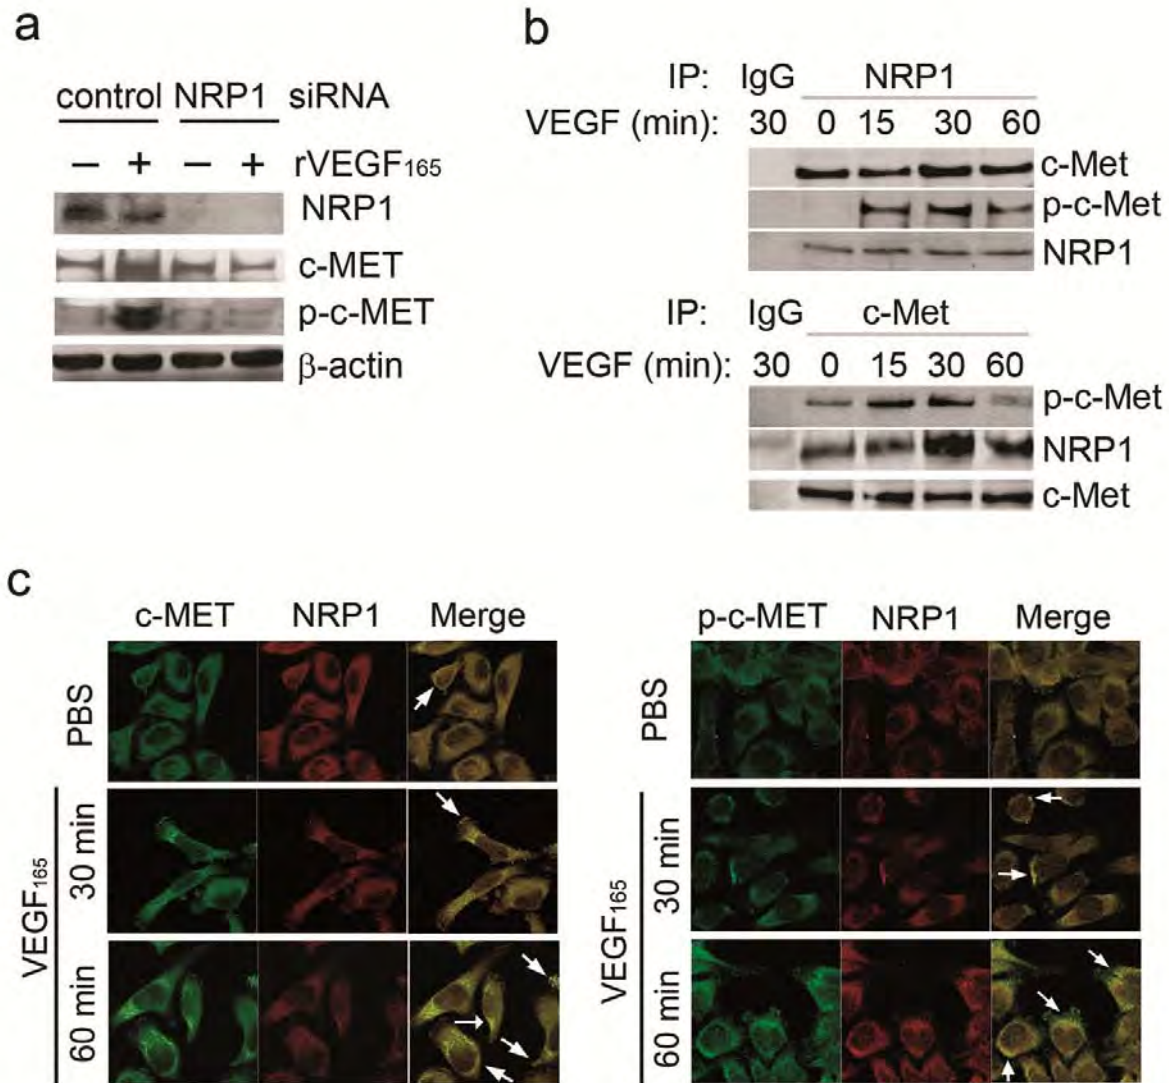 a
control NRP1 siRNA
− + − + rVEGF165
NRP1
c-MET
p-c-MET
β-actin
b
IP: IgG NRP1
VEGF (min): 30 0 15 30 60
c-Met
p-c-Met
NRP1
IP: IgG c-Met
VEGF (min): 30 0 15 30 60
p-c-Met
NRP1
c-Met
c
c-MET NRP1 Merge
PBS
VEGF165
30 min
60 min
p-c-MET NRP1 Merge
PBS
VEGF165
30 min
60 min